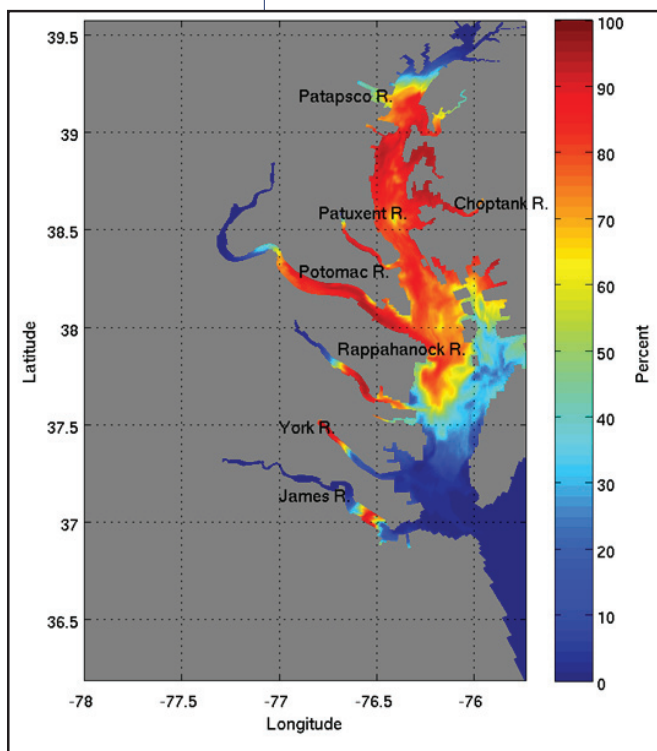 39.5
39
38.5
38
37.5
37
36.5
Latitude
-78
-77.5
-77
-76.5
-76
Longitude
Patapsco R.
Choptank R.
Patuxent R.
Potomac R.
Rappahanock R.
York R.
James R.
100
90
80
70
60
50
40
30
20
10
0
Percent